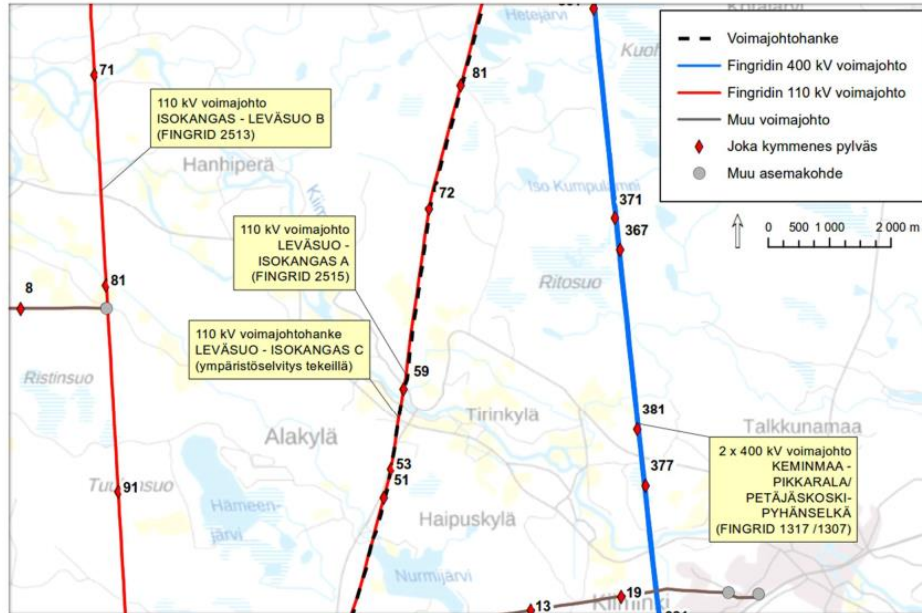 Hetejärvi
Voimajohtohanke
Fingridin 400 kV voimajohto
Fingridin 110 kV voimajohto
Muu voimajohto
Joka kymmenes pylväs
Muu asemakohde
0 500 1 000 2 000 m
71
81
110 kV voimajohto
ISOKANGAS - LEVÄSUO B
(FINGRID 2513)
Hanhiperä
Iso Kumpulamni
72
371
367
110 kV voimajohto
LEVÄSUO -
ISOKANGAS A
(FINGRID 2515)
Ritosuo
81
8
110 kV voimajohtohanke
LEVÄSUO - ISOKANGAS C
(ympäristöselvitys tekeillä)
59
Ristinsuo
Tirinkylä
381
Talkkunamaa
Alakylä
2 x 400 kV voimajohto
KEMINMAA -
PIKKARALA/
PETÄJÄSKOSKI-
PYHÄNSELKÄ
(FINGRID 1317 /1307)
53
51
377
91
Hämeen-
järvi
Haipuskylä
Nurmijärvi
19
13
Kiiminki